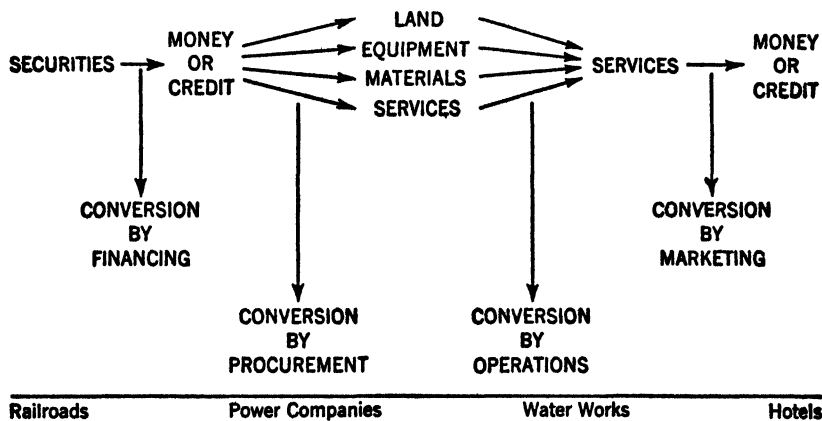 SECURITIES
MONEY
OR
CREDIT
LAND
EQUIPMENT
MATERIALS
SERVICES
SERVICES
MONEY
OR
CREDIT
CONVERSION
BY
FINANCING
CONVERSION
BY
PROCUREMENT
CONVERSION
BY
OPERATIONS
CONVERSION
BY
MARKETING
Railroads Power Companies Water Works Hotels